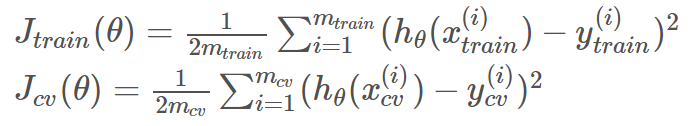 J_{train}(θ) = \frac{1}{2m_{train}} \sum_{i=1}^{m_{train}} (h_θ(x_{train}^{(i)}) − y_{train}^{(i)})^2
J_{cv}(θ) = \frac{1}{2m_{cv}} \sum_{i=1}^{m_{cv}} (h_θ(x_{cv}^{(i)}) − y_{cv}^{(i)})^2